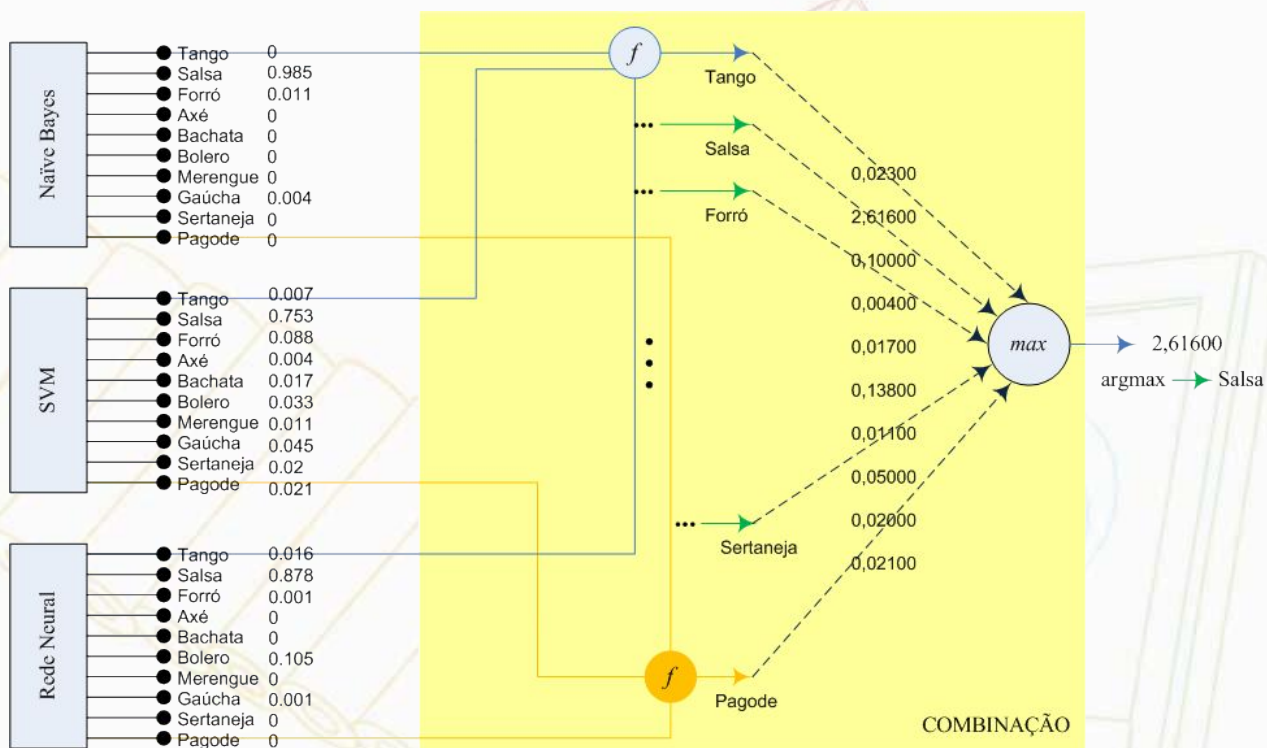 Naïve Bayes
Tango 0
Salsa 0.985
Forró 0.011
Axé 0
Bachata 0
Bolero 0
Merengue 0
Gaúcha 0.004
Sertaneja 0
Pagode 0
SVM
Tango 0.007
Salsa 0.753
Forró 0.088
Axé 0.004
Bachata 0.017
Bolero 0.033
Merengue 0.011
Gaúcha 0.045
Sertaneja 0.02
Pagode 0.021
Rede Neural
Tango 0.016
Salsa 0.878
Forró 0.001
Axé 0
Bachata 0
Bolero 0.105
Merengue 0
Gaúcha 0.001
Sertaneja 0
Pagode 0
f
Tango
... Salsa
... Forró
... Sertaneja
f
Pagode
0,02300
2,61600
0,10000
0,00400
0,01700
0,13800
0,01100
0,05000
0,02000
0,02100
max
2,61600
argmax Salsa
COMBINAÇÃO